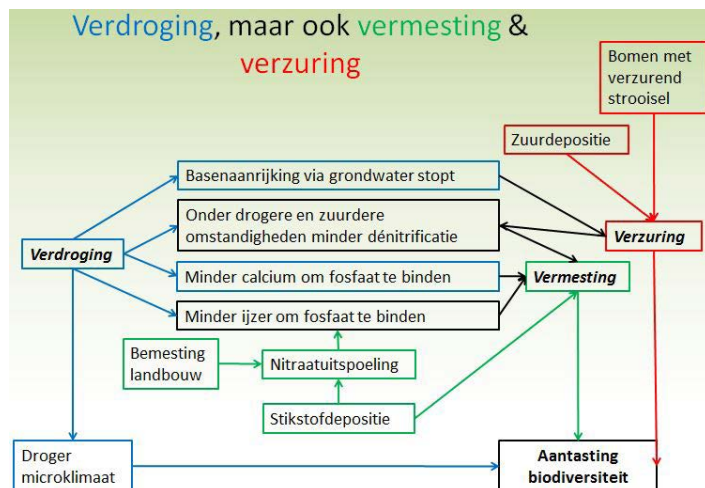 Verdroging, maar ook vermesting &
verzuring
Bomen met
verzurend
strooisel
Zuurdepositie
Basenaanrijking via grondwater stopt
Onder drogere en zuurdere
omstandigheden minder dénitrificatie
Verzuring
Verdroging
Minder calcium om fosfaat te binden
Vermesting
Minder ijzer om fosfaat te binden
Bemesting
landbouw
Nitraatuitspoeling
Stikstofdepositie
Droger
microklimaat
Aantasting
biodiversiteit